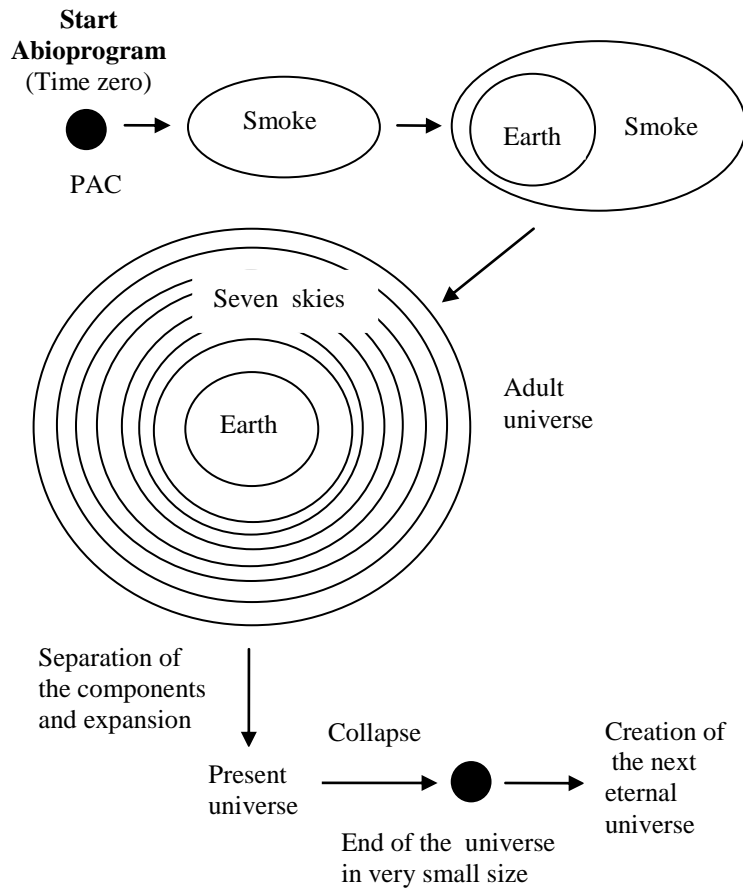 Start
Abioprogram
(Time zero)
PAC
Smoke
Earth
Smoke
Seven skies
Earth
Adult
universe
Separation of
the components
and expansion
Present
universe
Collapse
End of the universe
in very small size
Creation of
the next
eternal
universe